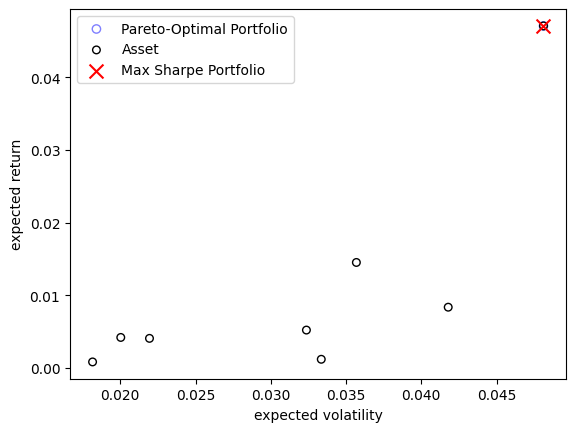 Pareto-Optimal Portfolio
Asset
Max Sharpe Portfolio
0.04
0.03
0.02
0.01
0.00
expected return
0.020 0.025 0.030 0.035 0.040 0.045
expected volatility